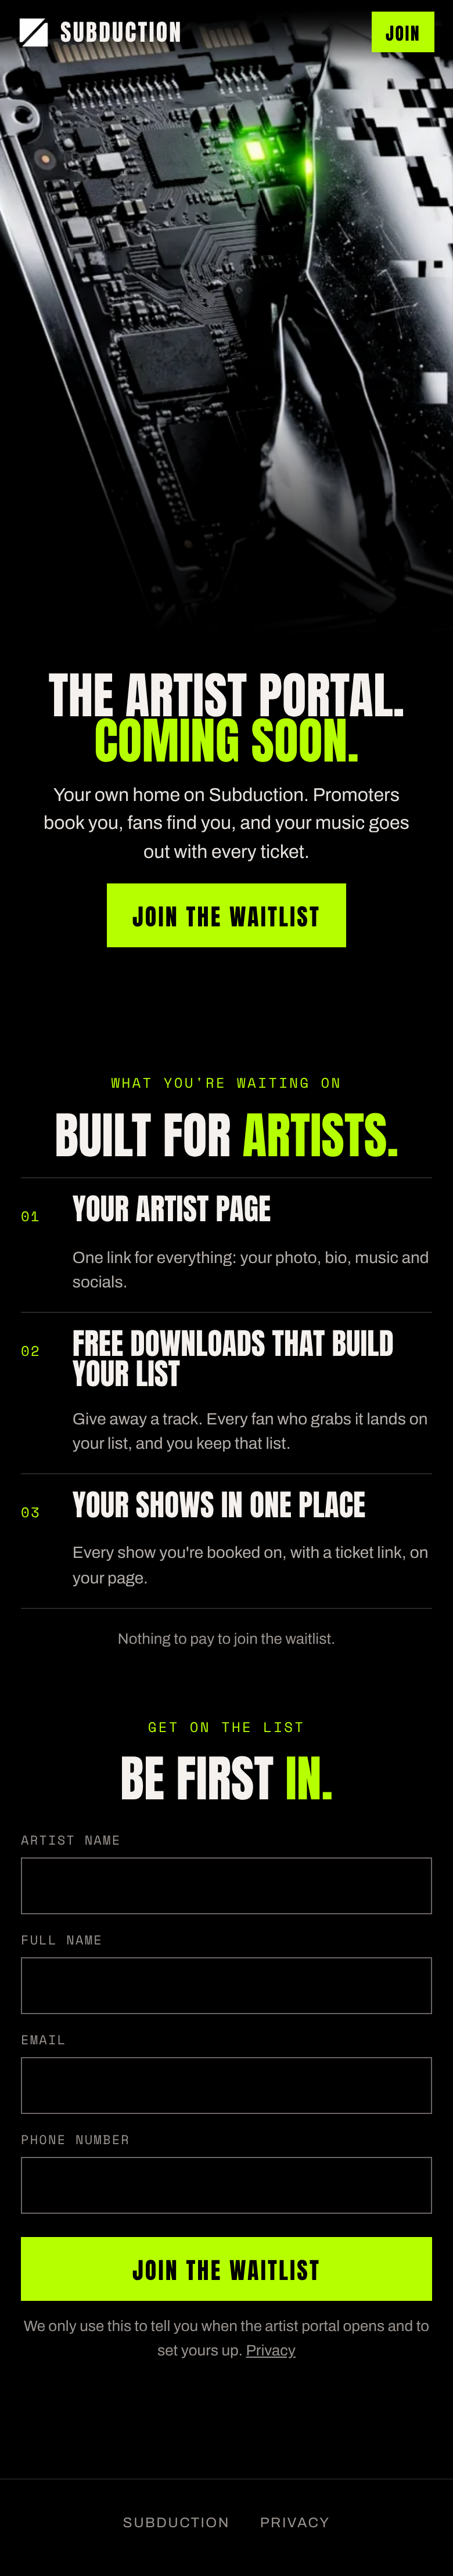 SUBDUCTION
JOIN
THE ARTIST PORTAL.
COMING SOON.
Your own home on Subduction. Promoters
book you, fans find you, and your music goes
out with every ticket.
JOIN THE WAITLIST
WHAT YOU'RE WAITING ON
BUILT FOR ARTISTS.
01
YOUR ARTIST PAGE
One link for everything: your photo, bio, music and
socials.
02
FREE DOWNLOADS THAT BUILD
YOUR LIST
Give away a track. Every fan who grabs it lands on
your list, and you keep that list.
03
YOUR SHOWS IN ONE PLACE
Every show you're booked on, with a ticket link, on
your page.
Nothing to pay to join the waitlist.
GET ON THE LIST
BE FIRST IN.
ARTIST NAME
FULL NAME
EMAIL
PHONE NUMBER
JOIN THE WAITLIST
We only use this to tell you when the artist portal opens and to
set yours up. Privacy
SUBDUCTION PRIVACY